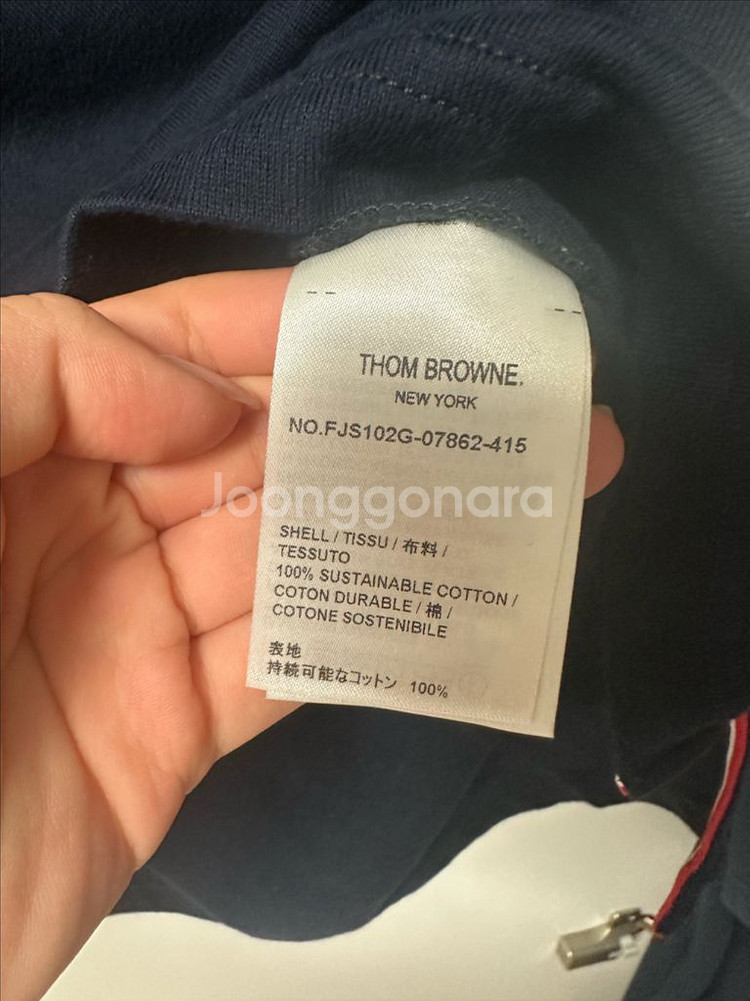 THOM BROWNE.
NEW YORK
NO.FJS102G-07862-415
Joonggonara
SHELL / TISSU / 布料 /
TESSUTO
100% SUSTAINABLE COTTON /
COTON DURABLE / 棉 /
COTONE SOSTENIBILE
表地
持続可能なコットン 100%